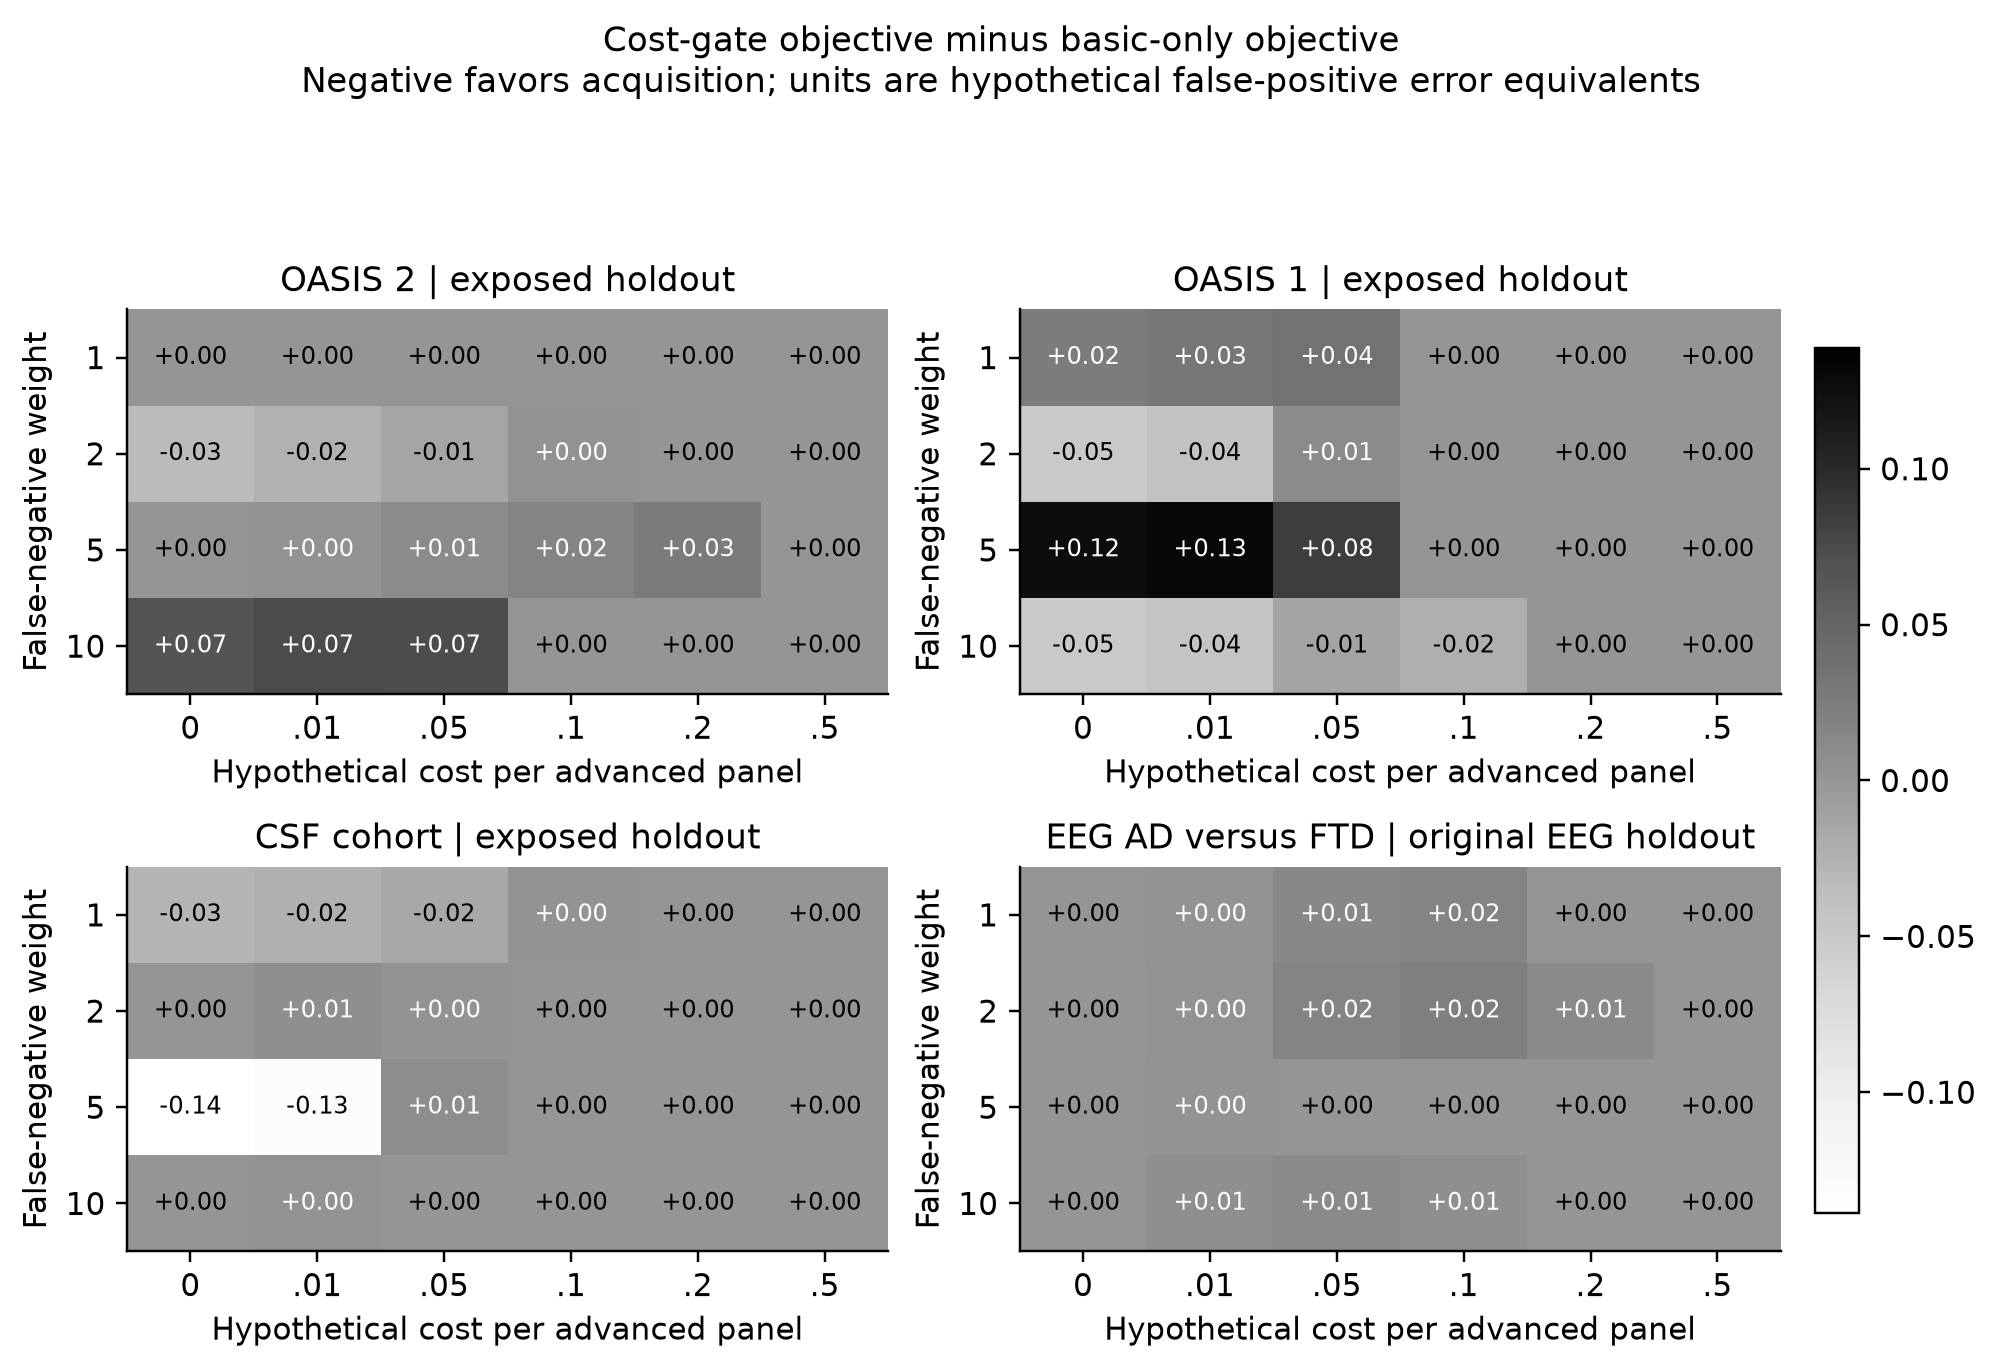 Cost-gate objective minus basic-only objective
Negative favors acquisition; units are hypothetical false-positive error equivalents
OASIS 2 | exposed holdout
False-negative weight
1 +0.00 +0.00 +0.00 +0.00 +0.00 +0.00
2 -0.03 -0.02 -0.01 +0.00 +0.00 +0.00
5 +0.00 +0.00 +0.01 +0.02 +0.03 +0.00
10 +0.07 +0.07 +0.07 +0.00 +0.00 +0.00
0 .01 .05 .1 .2 .5
Hypothetical cost per advanced panel
OASIS 1 | exposed holdout
False-negative weight
1 +0.02 +0.03 +0.04 +0.00 +0.00 +0.00
2 -0.05 -0.04 +0.01 +0.00 +0.00 +0.00
5 +0.12 +0.13 +0.08 +0.00 +0.00 +0.00
10 -0.05 -0.04 -0.01 -0.02 +0.00 +0.00
0 .01 .05 .1 .2 .5
Hypothetical cost per advanced panel
CSF cohort | exposed holdout
False-negative weight
1 -0.03 -0.02 -0.02 +0.00 +0.00 +0.00
2 +0.00 +0.01 +0.00 +0.00 +0.00 +0.00
5 -0.14 -0.13 +0.01 +0.00 +0.00 +0.00
10 +0.00 +0.00 +0.00 +0.00 +0.00 +0.00
0 .01 .05 .1 .2 .5
Hypothetical cost per advanced panel
EEG AD versus FTD | original EEG holdout
False-negative weight
1 +0.00 +0.00 +0.01 +0.02 +0.00 +0.00
2 +0.00 +0.00 +0.02 +0.02 +0.01 +0.00
5 +0.00 +0.00 +0.00 +0.00 +0.00 +0.00
10 +0.00 +0.01 +0.01 +0.01 +0.00 +0.00
0 .01 .05 .1 .2 .5
Hypothetical cost per advanced panel
0.10
0.05
0.00
−0.05
−0.10